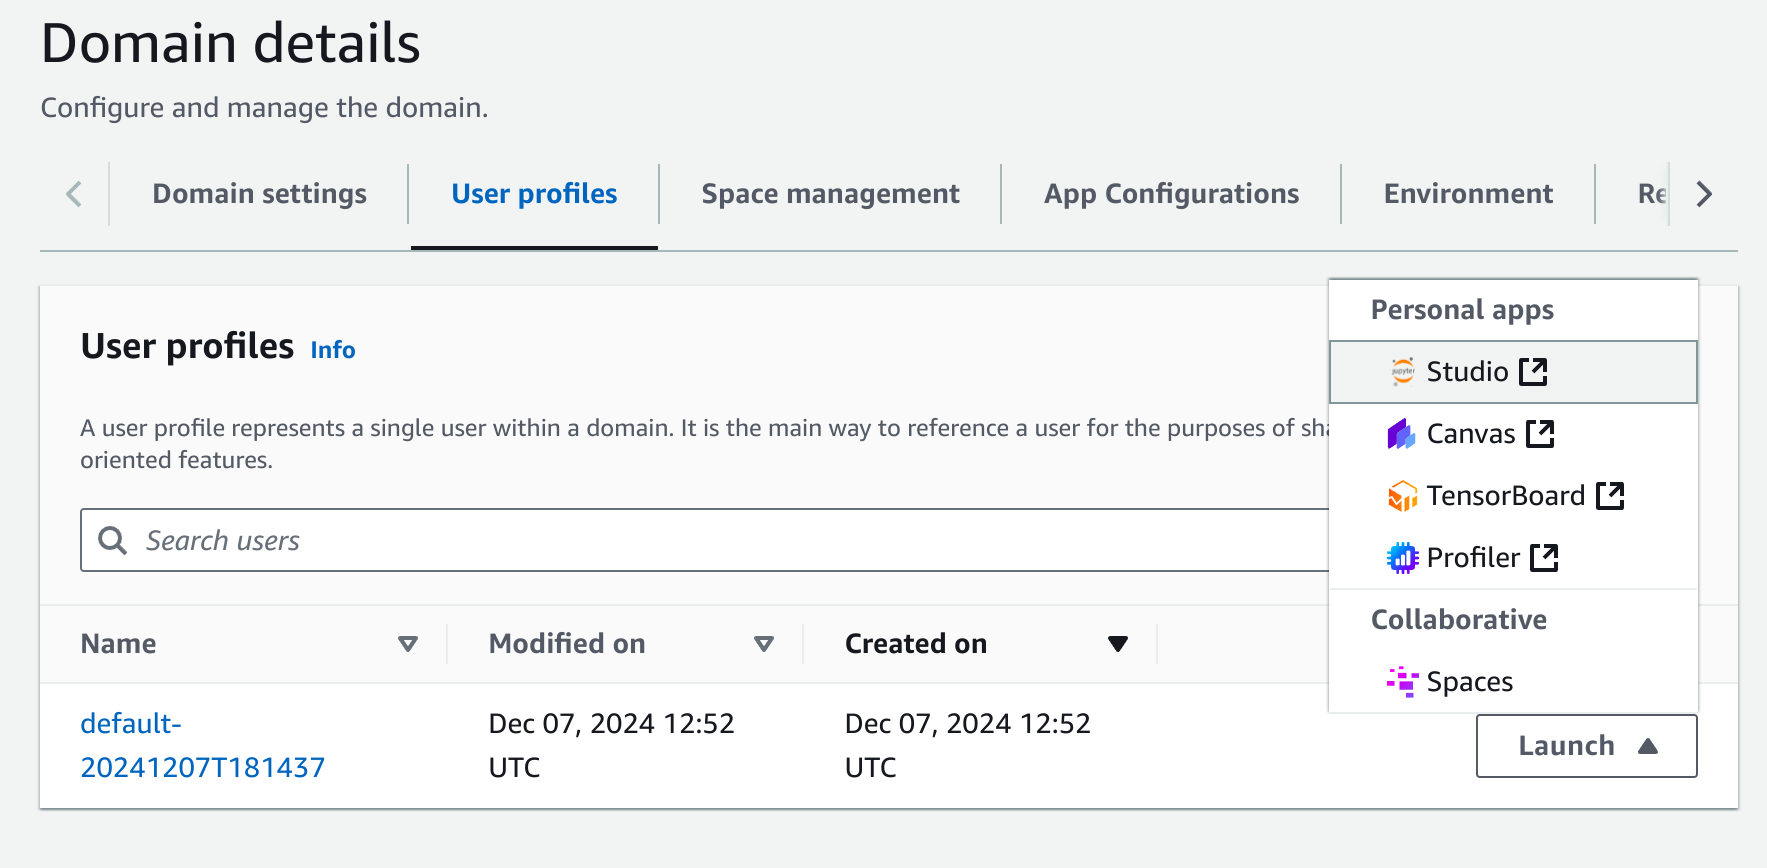 Domain details
Configure and manage the domain.
Domain settings
User profiles
Space management
App Configurations
Environment
User profiles Info
A user profile represents a single user within a domain. It is the main way to reference a user for the purposes of
oriented features.
Search users
Personal apps
jupyter
Studio
Canvas
TensorBoard
Profiler
Collaborative
Spaces
Name
Modified on
Created on
default-
20241207T181437
Dec 07, 2024 12:52
UTC
Dec 07, 2024 12:52
UTC
Launch